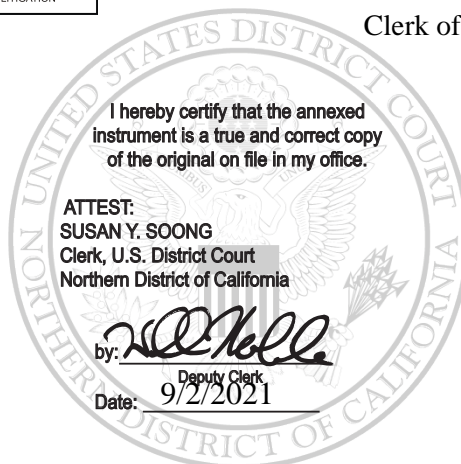 Clerk of
UNITED STATES DISTRICT COURT
NORTHERN DISTRICT OF CALIFORNIA
I hereby certify that the annexed
instrument is a true and correct copy
of the original on file in my office.
ATTEST:
SUSAN Y. SOONG
Clerk, U.S. District Court
Northern District of California
by:
Deputy Clerk
Date: 9/2/2021